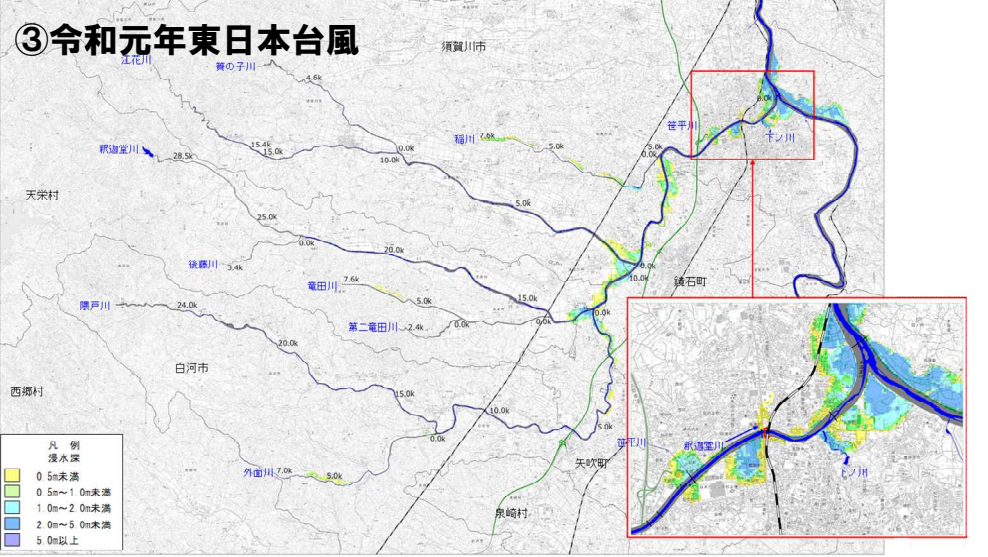 ③令和元年東日本台風
須賀川市
江花川
簀の子川
4.6k
0.0k
釈迦堂川
28.5k
15.4k
15.0k
10.0k
0.0k
稲川
7.6k
5.0k
5.0k
0.0k
笹平川
下ノ川
天栄村
25.0k
0.0k
5.0k
20.0k
後藤川
3.4k
0.0k
10.0k
鏡石町
竜田川
7.6k
5.0k
15.0k
0.0k
0.0k
隈戸川
24.0k
第二竜田川
2.4k
0.0k
20.0k
白河市
西郷村
15.0k
10.0k
0.0k
5.0k
笹平川
釈迦堂川
下ノ川
矢吹町
外面川
7.0k
5.0k
泉崎村
凡 例
浸水深
0.5m未満
0.5m～1.0m未満
1.0m～2.0m未満
2.0m～5.0m未満
5.0m以上